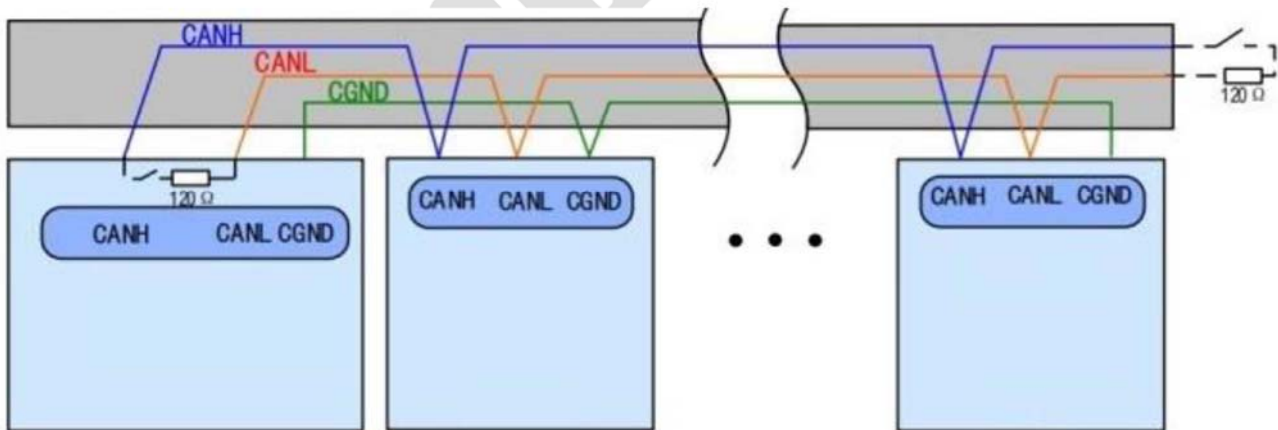 CANH
CANL
CGND
120 Ω
120 Ω
CANH CANL CGND
CANH CANL CGND
CANH CANL CGND